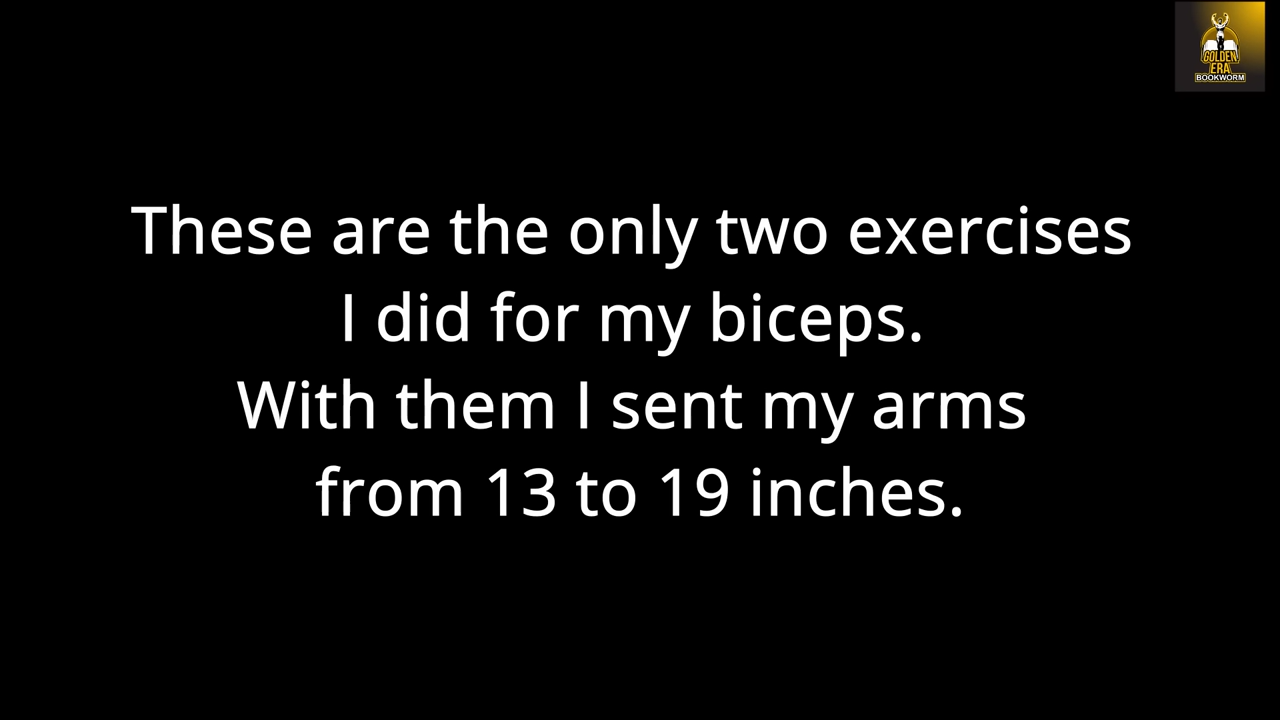 GOLDEN
ERA
BOOKWORM
These are the only two exercises
I did for my biceps.
With them I sent my arms
from 13 to 19 inches.